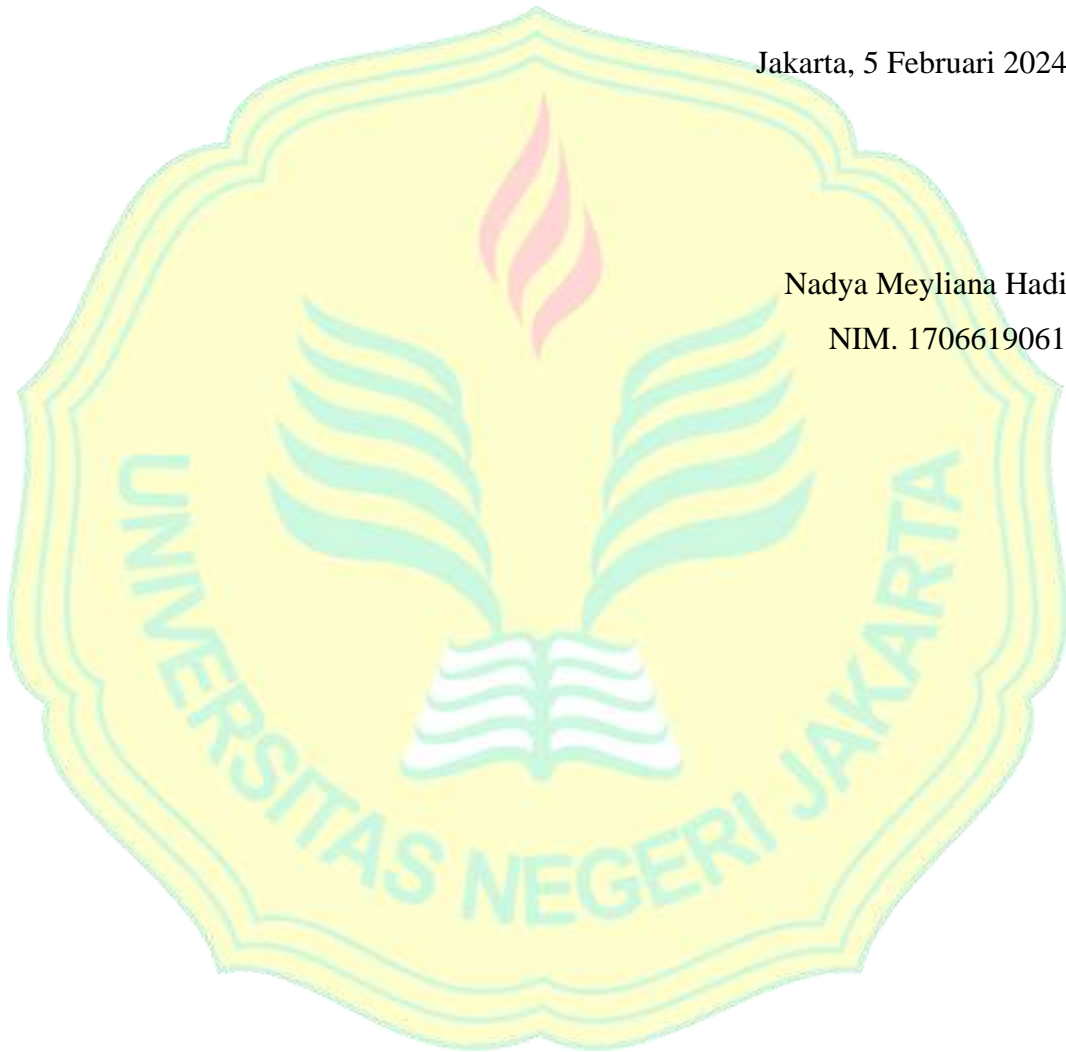 Jakarta, 5 Februari 2024
Nadya Meyliana Hadi
NIM. 1706619061
UNIVERSITAS NEGERI JAKARTA